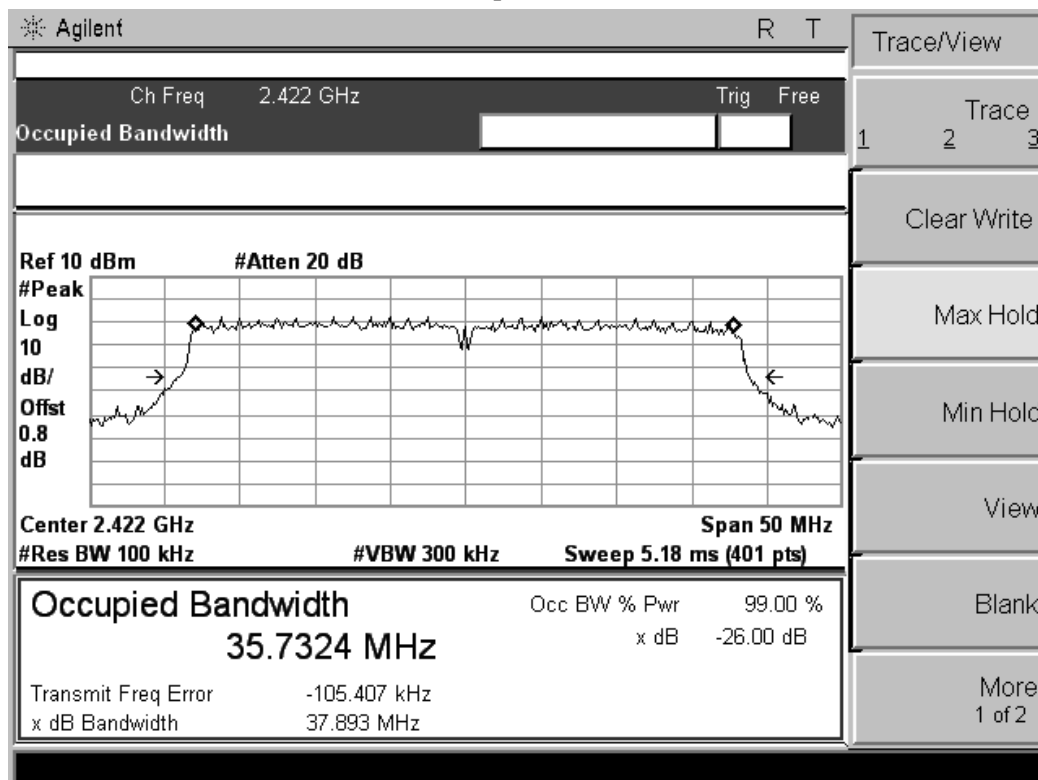 Agilent R T
Ch Freq 2.422 GHz Trig Free
Occupied Bandwidth
Ref 10 dBm #Atten 20 dB
#Peak
Log
10
dB/
Offst
0.8
dB
Center 2.422 GHz Span 50 MHz
#Res BW 100 kHz #VBW 300 kHz Sweep 5.18 ms (401 pts)
Occupied Bandwidth Occ BW % Pwr 99.00 %
35.7324 MHz x dB -26.00 dB
Transmit Freq Error -105.407 kHz
x dB Bandwidth 37.893 MHz
Trace/View
Trace
1 2 3
Clear Write
Max Hold
Min Hold
View
Blank
More
1 of 2